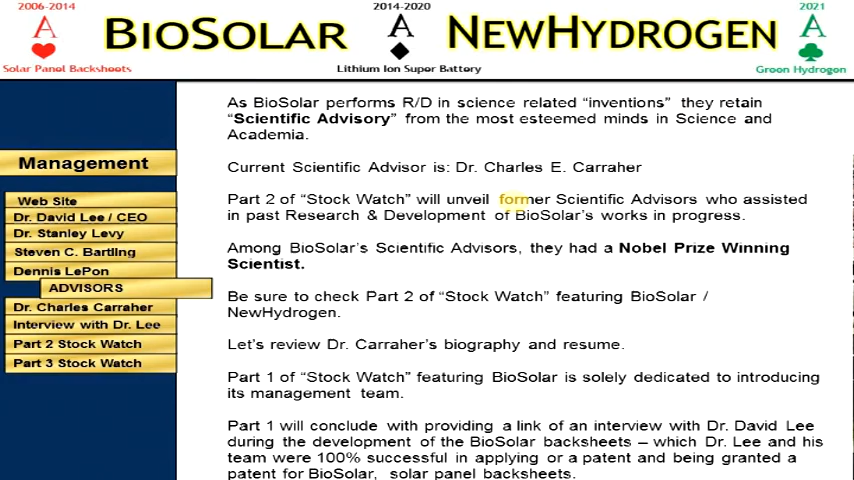 2006-2014
2014-2020
2021
A
A
A
BIOSOLAR
NEWHYDROGEN
Solar Panel Backsheets
Lithium Ion Super Battery
Green Hydrogen
Management
Web Site
Dr. David Lee / CEO
Dr. Stanley Levy
Steven C. Bartling
Dennis LePon
ADVISORS
Dr. Charles Carraher
Interview with Dr. Lee
Part 2 Stock Watch
Part 3 Stock Watch
As BioSolar performs R/D in science related “inventions” they retain
“Scientific Advisory” from the most esteemed minds in Science and
Academia.
Current Scientific Advisor is: Dr. Charles E. Carraher
Part 2 of “Stock Watch” will unveil former Scientific Advisors who assisted
in past Research & Development of BioSolar’s works in progress.
Among BioSolar’s Scientific Advisors, they had a Nobel Prize Winning
Scientist.
Be sure to check Part 2 of “Stock Watch” featuring BioSolar /
NewHydrogen.
Let’s review Dr. Carraher’s biography and resume.
Part 1 of “Stock Watch” featuring BioSolar is solely dedicated to introducing
its management team.
Part 1 will conclude with providing a link of an interview with Dr. David Lee
during the development of the BioSolar backsheets – which Dr. Lee and his
team were 100% successful in applying or a patent and being granted a
patent for BioSolar, solar panel backsheets.